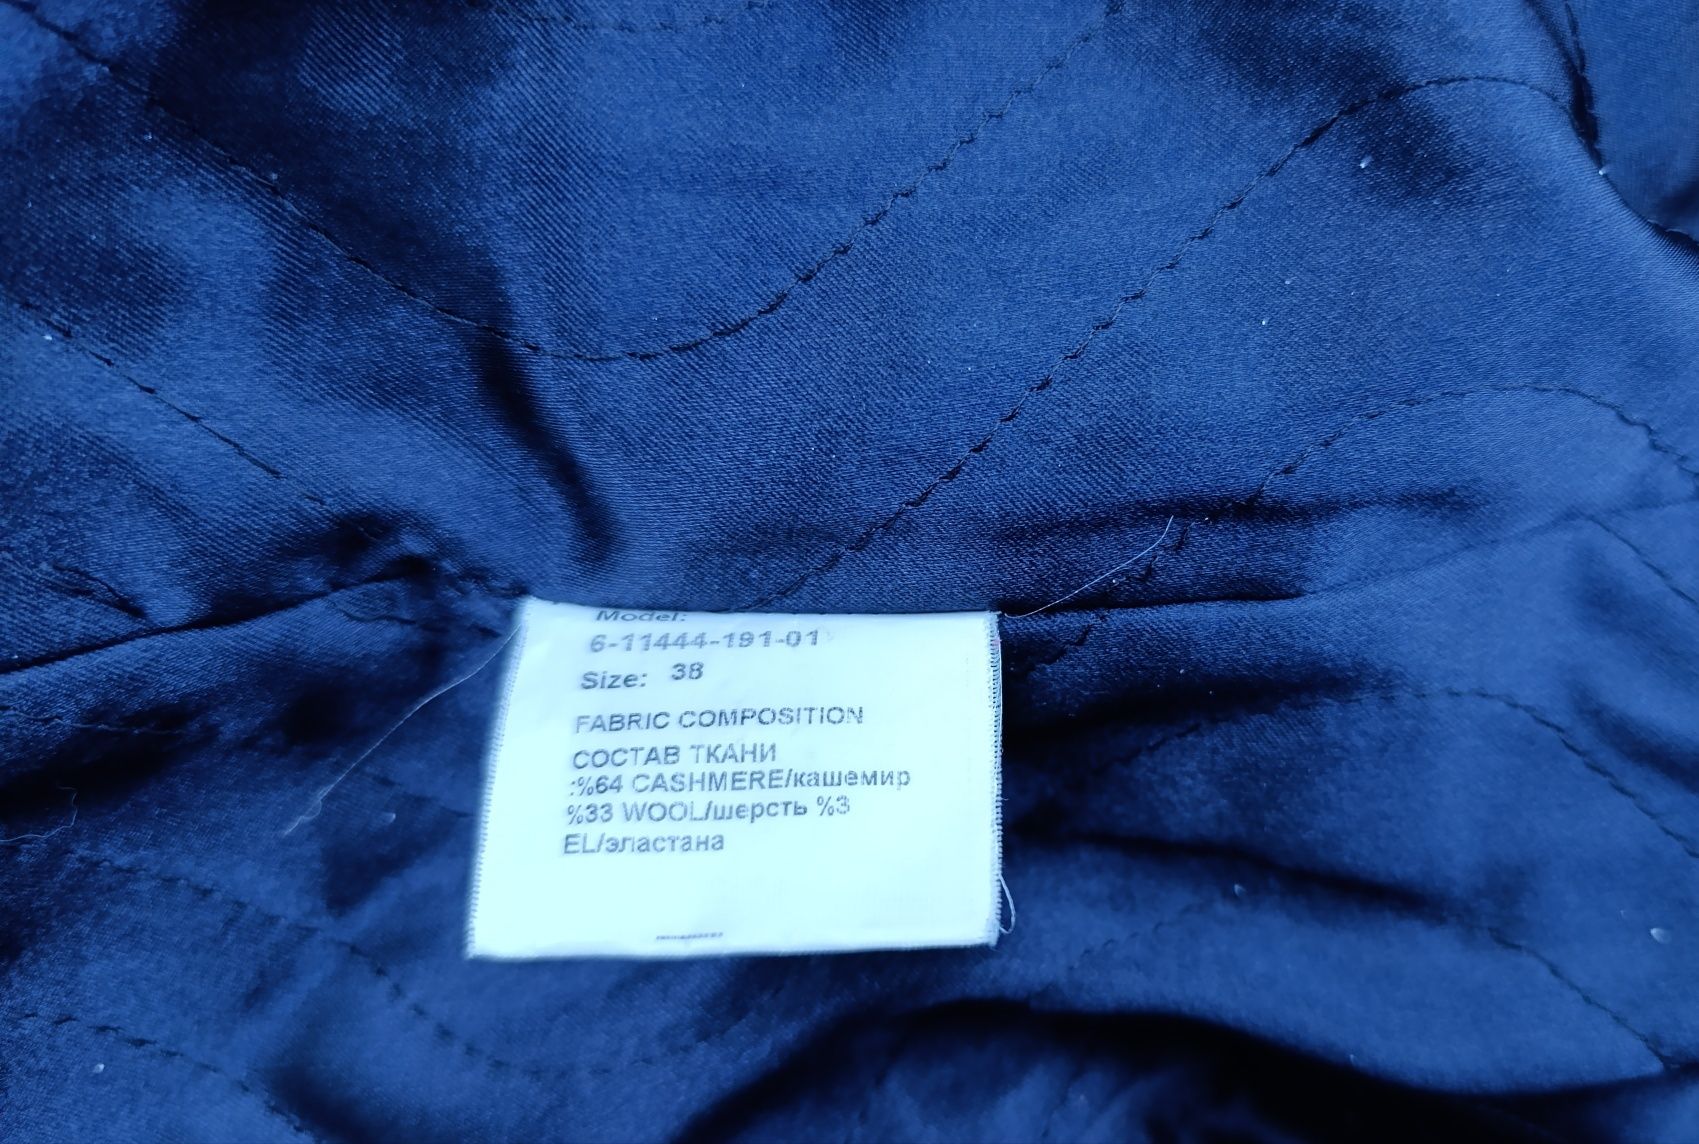 Model:
6-11444-191-01
Size: 38
FABRIC COMPOSITION
СОСТАВ ТКАНИ
:%64 CASHMERE/кашемир
%33 WOOL/шерсть %3
EL/эластана